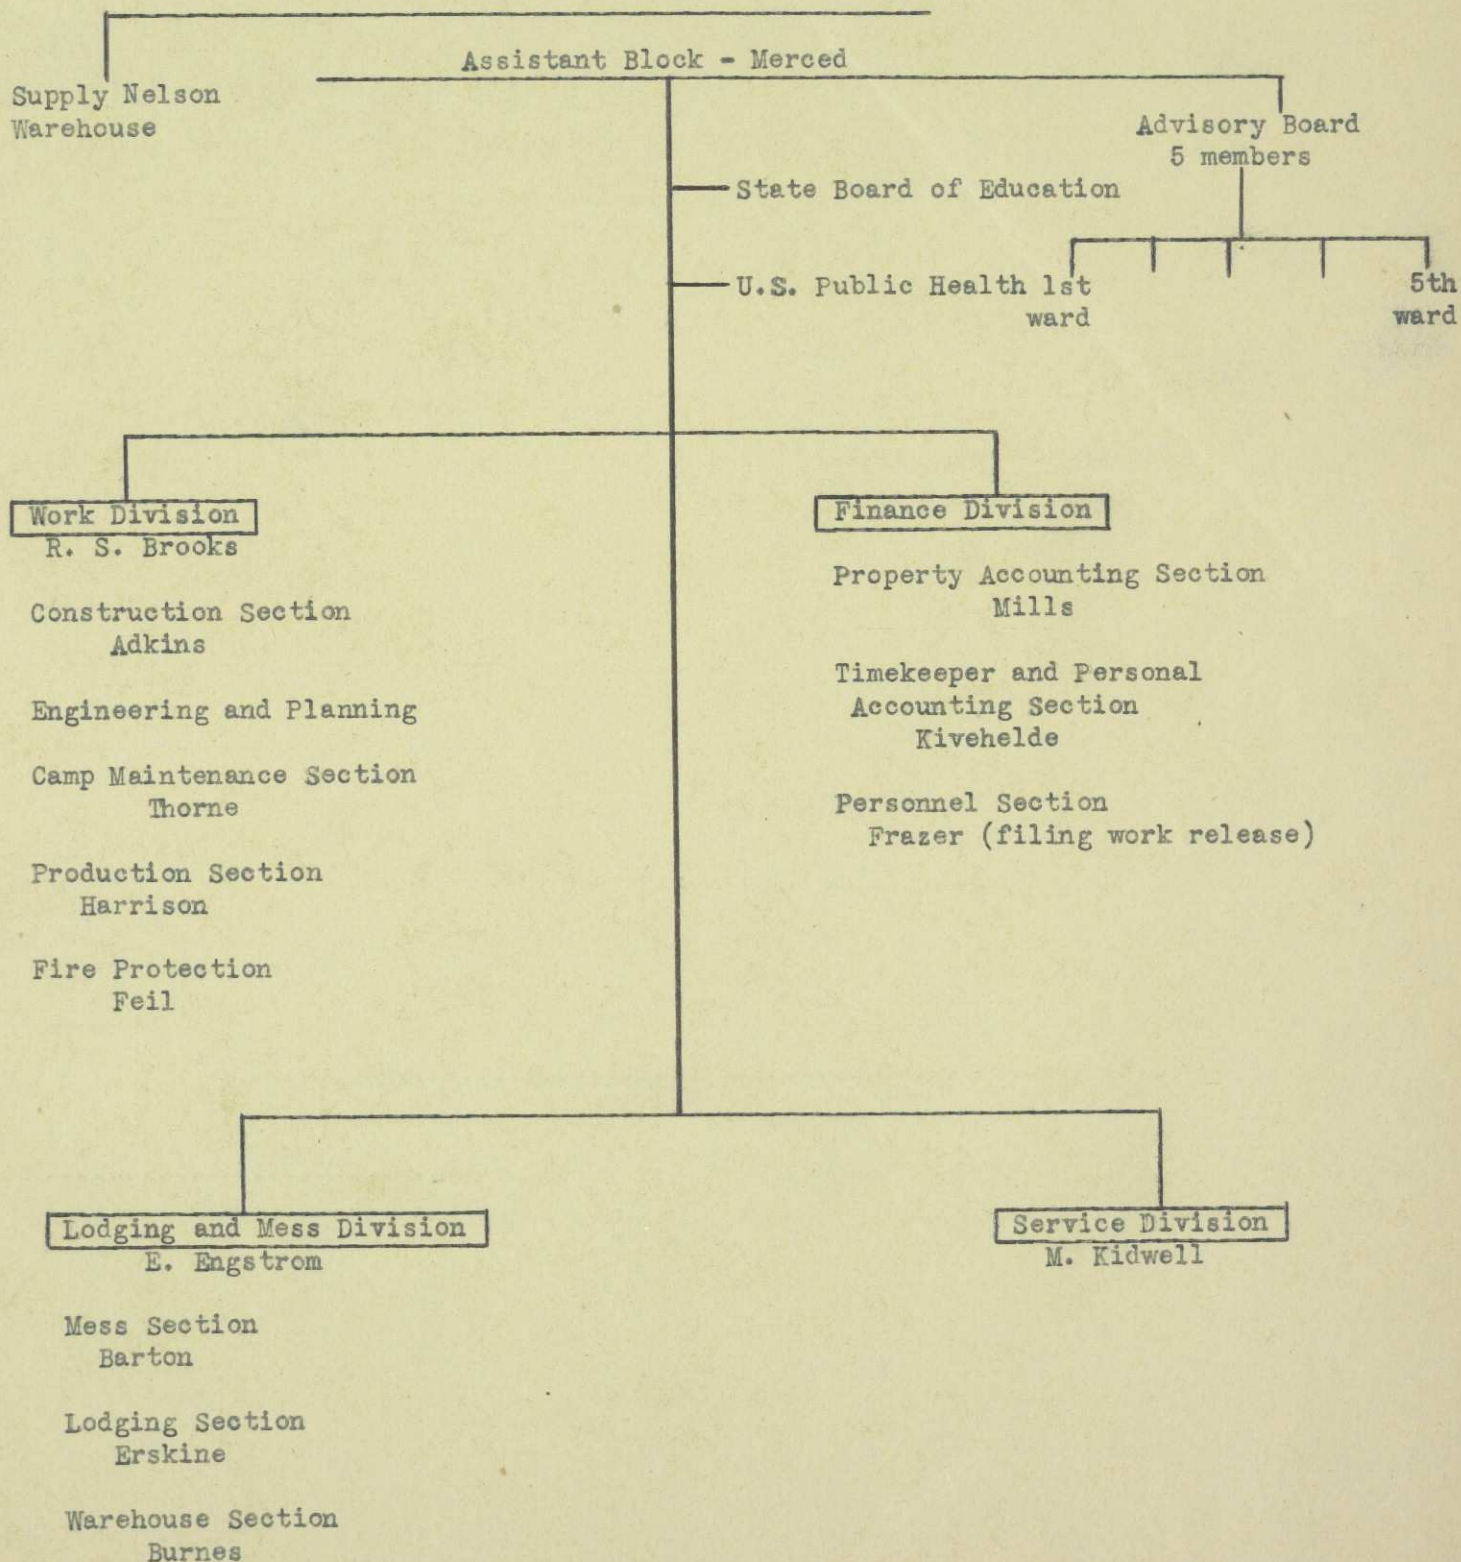 Assistant Block - Merced
Supply Nelson
Warehouse
Advisory Board
5 members
State Board of Education
U.S. Public Health
1st
ward
5th
ward
Work Division
R. S. Brooks
Construction Section
Adkins
Engineering and Planning
Camp Maintenance Section
Thorne
Production Section
Harrison
Fire Protection
Feil
Finance Division
Property Accounting Section
Mills
Timekeeper and Personal
Accounting Section
Kivehelde
Personnel Section
Frazer (filing work release)
Lodging and Mess Division
E. Engstrom
Mess Section
Barton
Lodging Section
Erskine
Warehouse Section
Burnes
Service Division
M. Kidwell